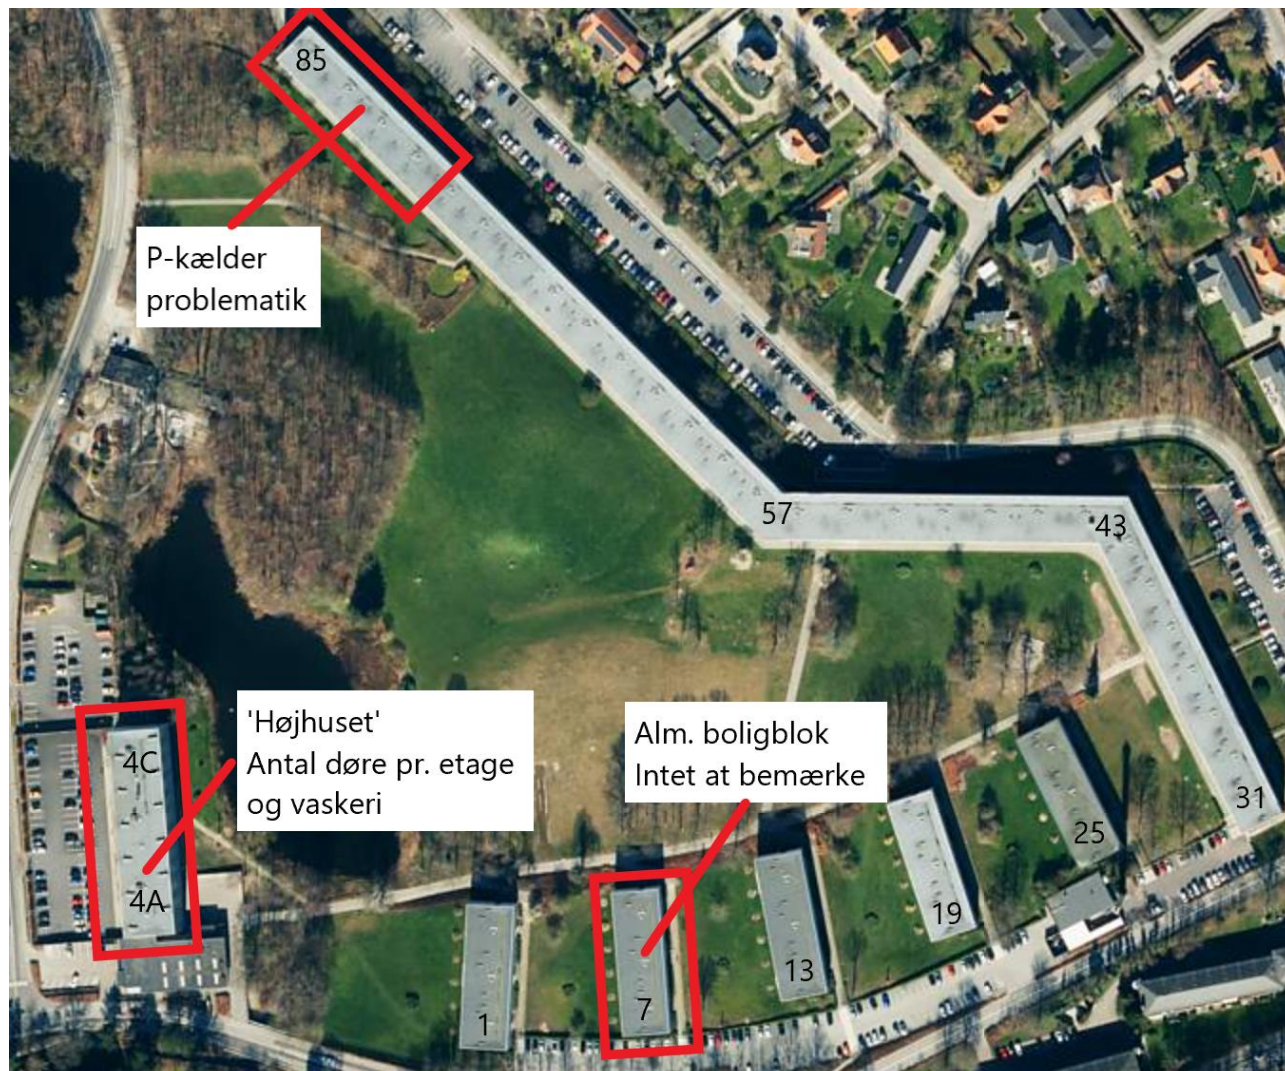 85
P-kælder
problematik
57
43
'Højhuset'
Antal døre pr. etage
og vaskeri
Alm. boligblok
Intet at bemærke
4C
31
25
4A
19
13
7
1